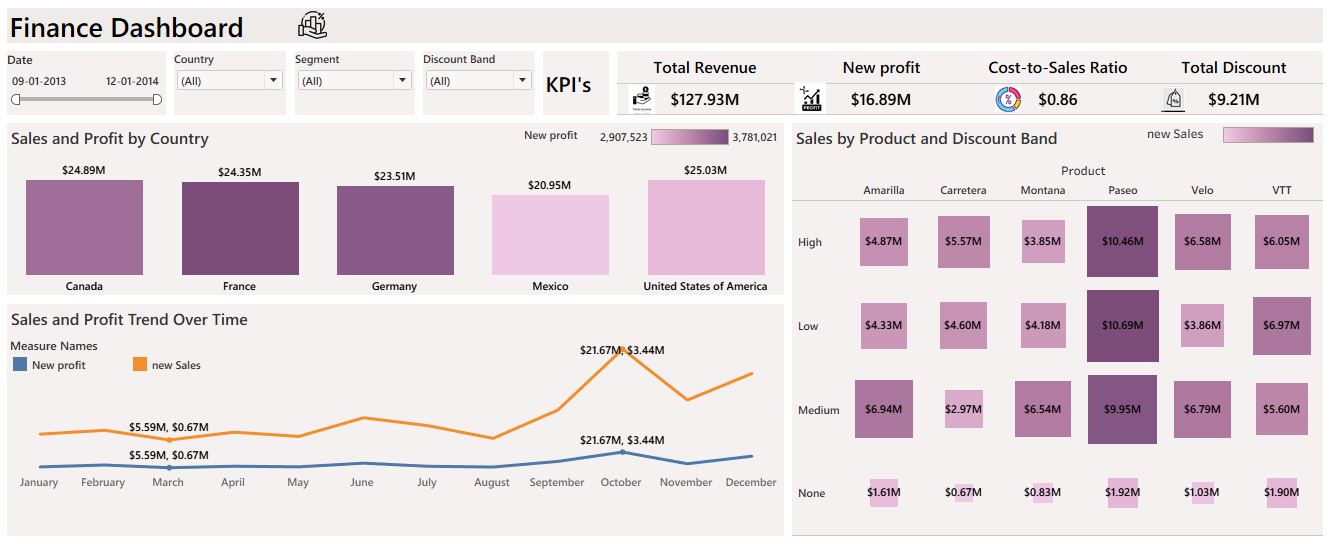 Finance Dashboard
Date
09-01-2013 12-01-2014
Country
(All)
Segment
(All)
Discount Band
(All)
KPI's
Total Revenue
$127.93M
New profit
PROFIT
$16.89M
Cost-to-Sales Ratio
%
$0.86
Total Discount
%
$9.21M
Sales and Profit by Country
New profit 2,907,523 3,781,021
$24.89M $24.35M $23.51M $20.95M $25.03M
Canada France Germany Mexico United States of America
Sales and Profit Trend Over Time
Measure Names
New profit new Sales
$21.67M, $3.44M
$5.59M, $0.67M
$21.67M, $3.44M
$5.59M, $0.67M
January February March April May June July August September October November December
Sales by Product and Discount Band
new Sales
Product
Amarilla Carretera Montana Paseo Velo VTT
High $4.87M $5.57M $3.85M $10.46M $6.58M $6.05M
Low $4.33M $4.60M $4.18M $10.69M $3.86M $6.97M
Medium $6.94M $2.97M $6.54M $9.95M $6.79M $5.60M
None $1.61M $0.67M $0.83M $1.92M $1.03M $1.90M